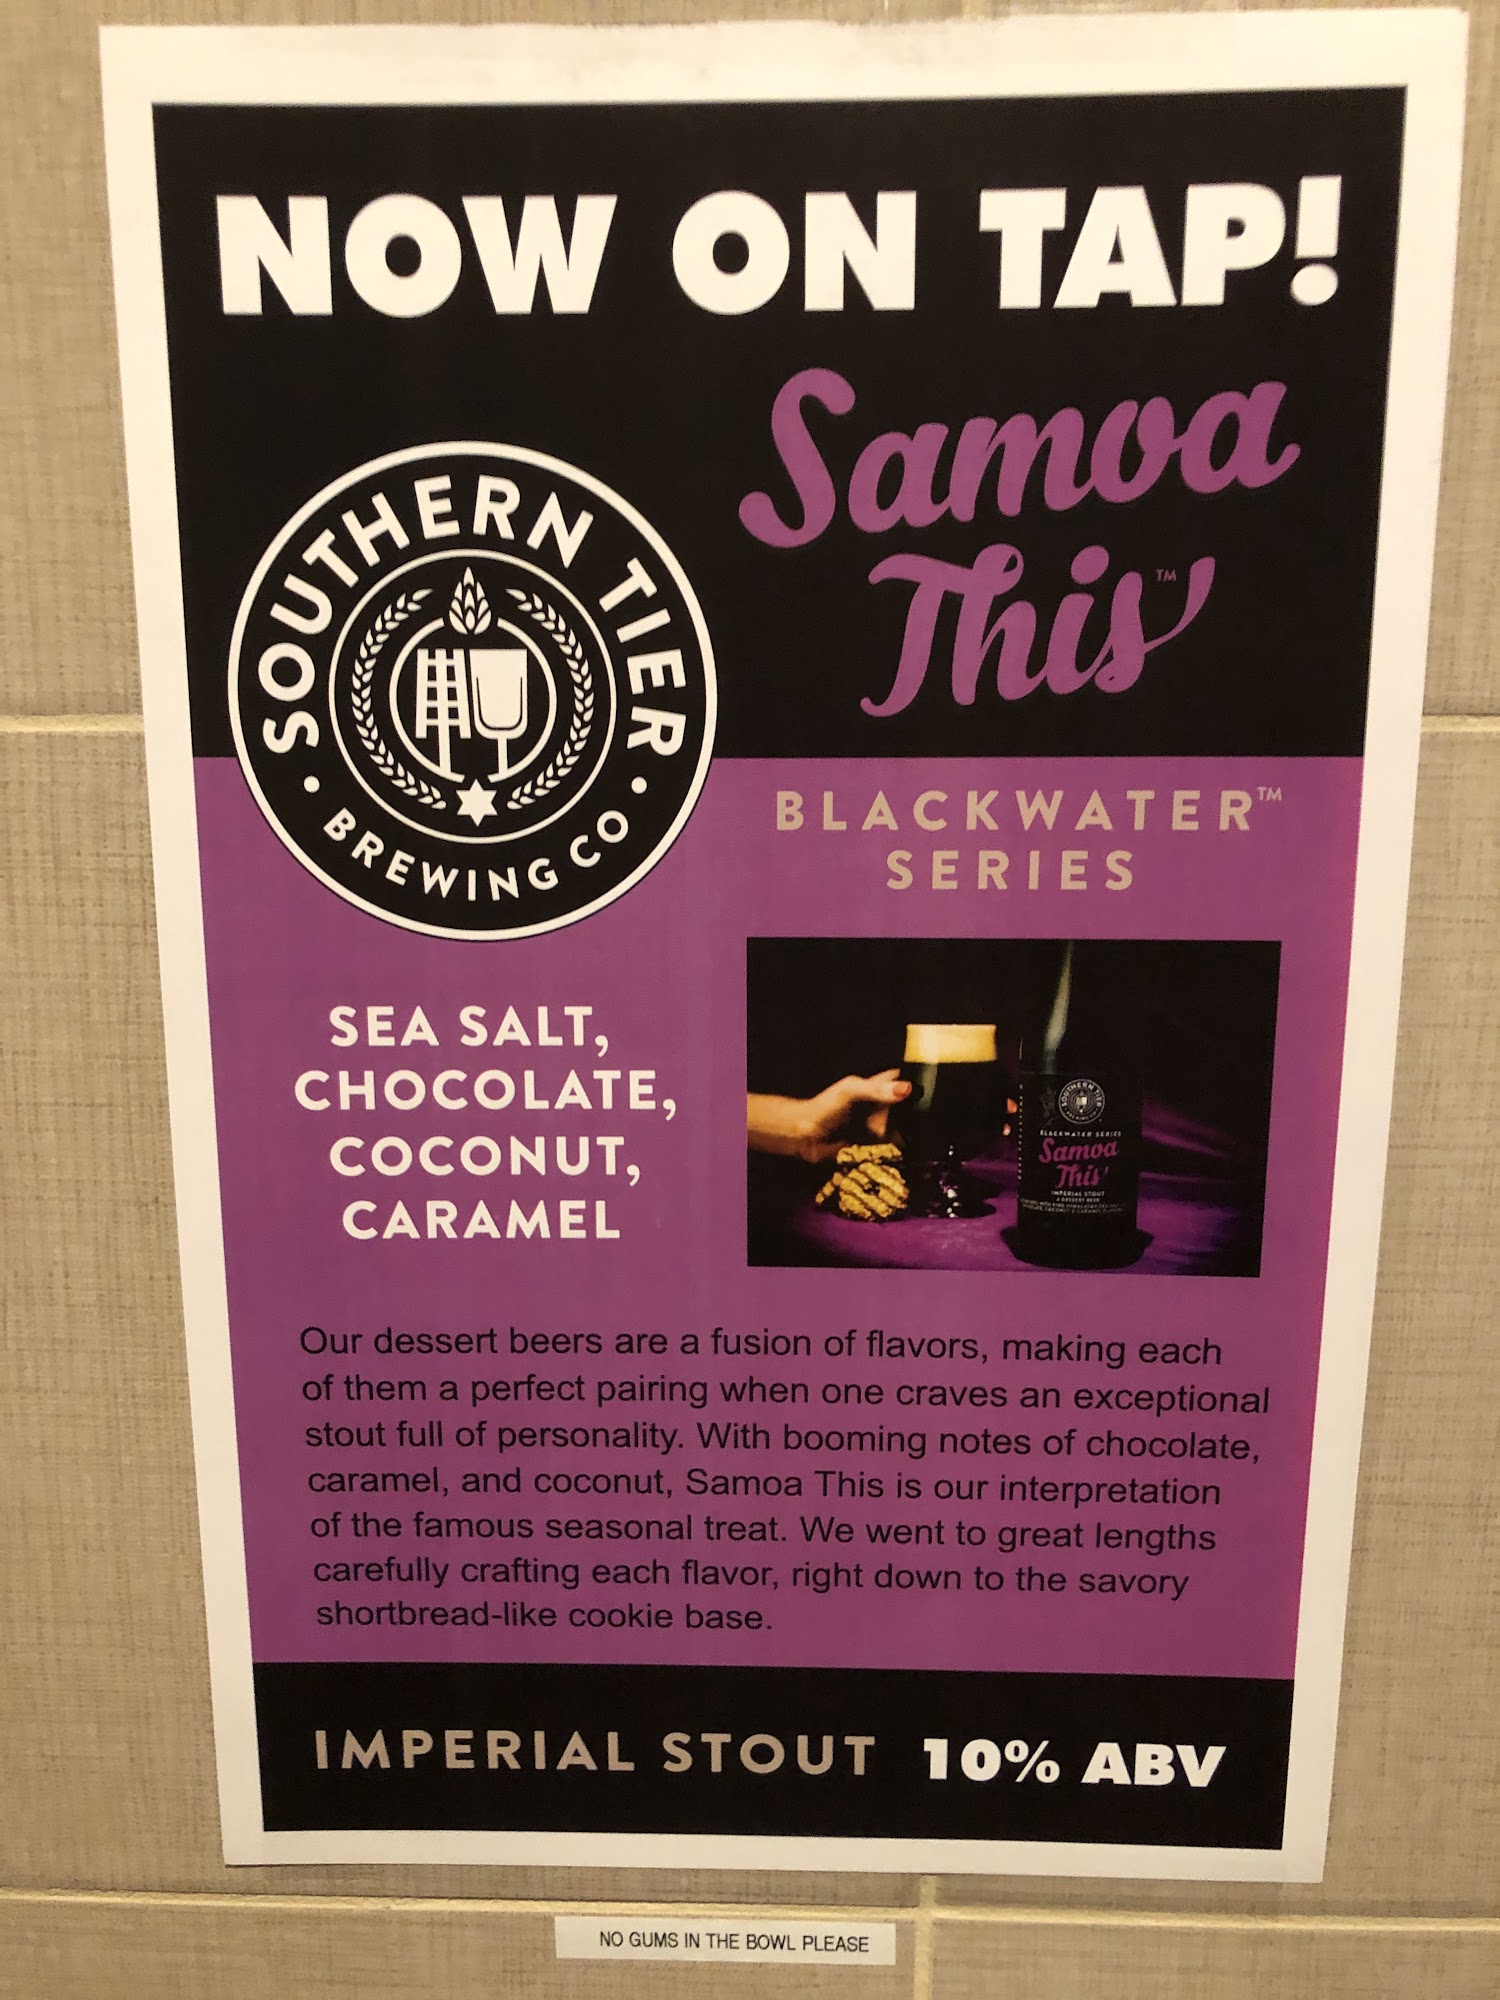 NOW ON TAP!
Samoa
This™
SOUTHERN TIER
• BREWING CO •
BLACKWATER™
SERIES
SEA SALT,
CHOCOLATE,
COCONUT,
CARAMEL
SOUTHERN TIER
BLACKWATER SERIES
Samoa
This
IMPERIAL STOUT
Our dessert beers are a fusion of flavors, making each
of them a perfect pairing when one craves an exceptional
stout full of personality. With booming notes of chocolate,
caramel, and coconut, Samoa This is our interpretation
of the famous seasonal treat. We went to great lengths
carefully crafting each flavor, right down to the savory
shortbread-like cookie base.
IMPERIAL STOUT 10% ABV
NO GUMS IN THE BOWL PLEASE